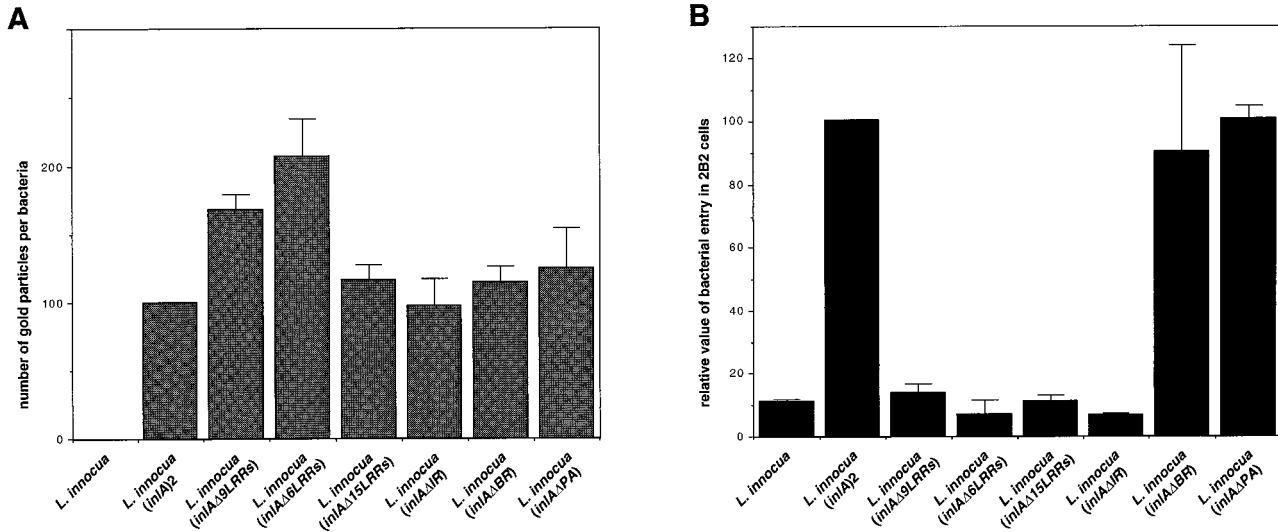 A
number of gold particles per bacteria
200
100
0
L. innocua
L. innocua
(inlA)2
L. innocua
(inlAΔ9LRRs)
L. innocua
(inlAΔ6LRRs)
L. innocua
(inlAΔ15LRRs)
L. innocua
(inlAΔIR)
L. innocua
(inlAΔBR)
L. innocua
(inlAΔPA)
B
relative value of bacterial entry in 2B2 cells
120
100
80
60
40
20
0
L. innocua
L. innocua
(inlA)2
L. innocua
(inlAΔ9LRRs)
L. innocua
(inlAΔ6LRRs)
L. innocua
(inlAΔ15LRRs)
L. innocua
(inlAΔIR)
L. innocua
(inlAΔBR)
L. innocua
(inlAΔPA)